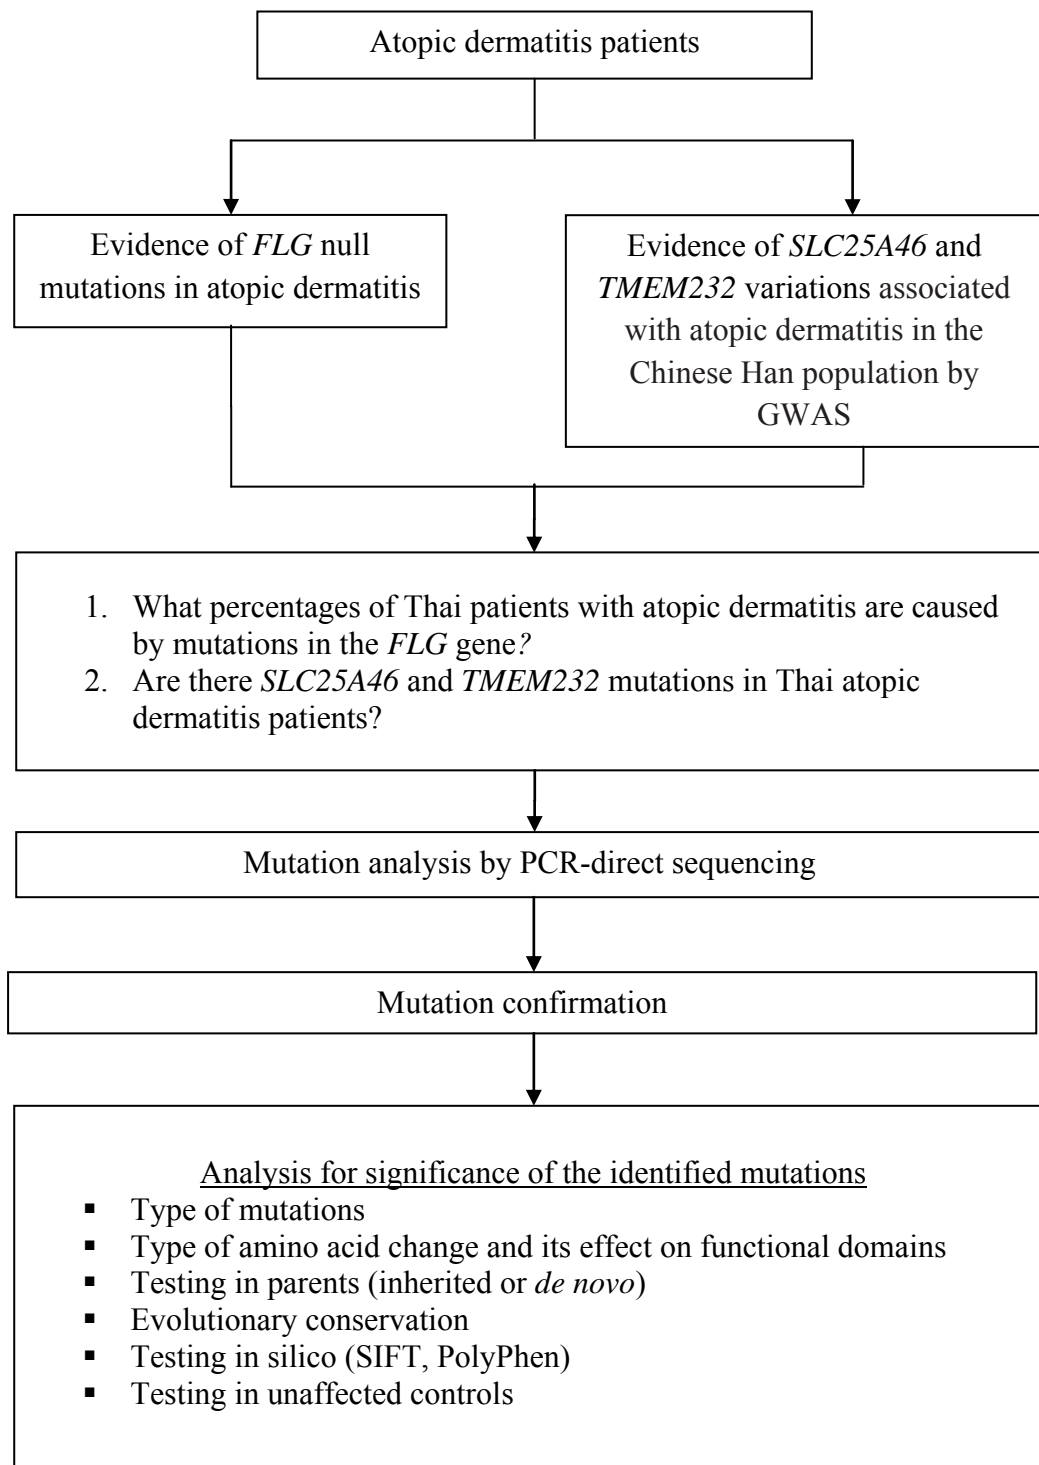 Atopic dermatitis patients
Evidence of FLG null
mutations in atopic dermatitis
Evidence of SLC25A46 and
TMEM232 variations associated
with atopic dermatitis in the
Chinese Han population by
GWAS
1. What percentages of Thai patients with atopic dermatitis are caused
by mutations in the FLG gene?
2. Are there SLC25A46 and TMEM232 mutations in Thai atopic
dermatitis patients?
Mutation analysis by PCR-direct sequencing
Mutation confirmation
Analysis for significance of the identified mutations
▪ Type of mutations
▪ Type of amino acid change and its effect on functional domains
▪ Testing in parents (inherited or de novo)
▪ Evolutionary conservation
▪ Testing in silico (SIFT, PolyPhen)
▪ Testing in unaffected controls